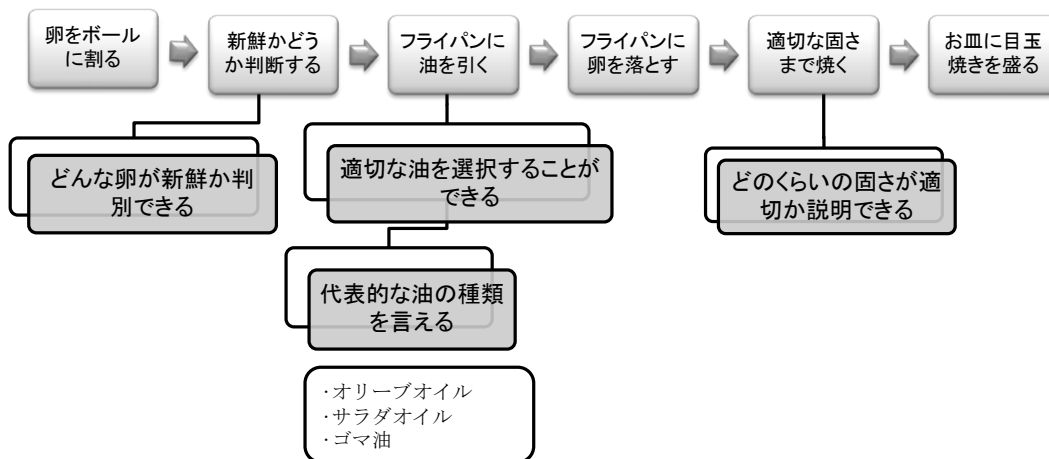 卵をボール
に割る
新鮮かどう
か判断する
フライパンに
油を引く
フライパンに
卵を落とす
適切な固さ
まで焼く
お皿に目玉
焼きを盛る
どんな卵が新鮮か判
別できる
適切な油を選択することが
できる
どのくらいの固さが適
切か説明できる
代表的な油の種類
を言える
・オリーブオイル
・サラダオイル
・ゴマ油